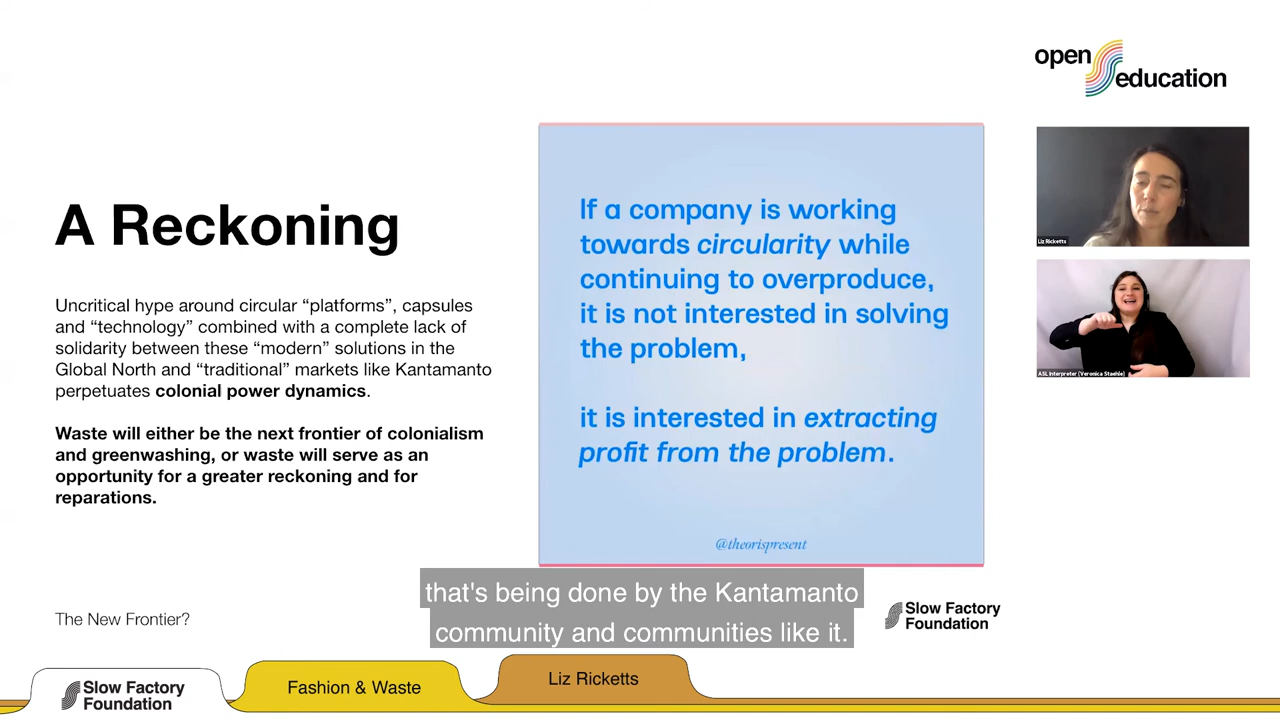 open
education
A Reckoning
Uncritical hype around circular “platforms”, capsules
and “technology” combined with a complete lack of
solidarity between these “modern” solutions in the
Global North and “traditional” markets like Kantamanto
perpetuates colonial power dynamics.
Waste will either be the next frontier of colonialism
and greenwashing, or waste will serve as an
opportunity for a greater reckoning and for
reparations.
If a company is working
towards circularity while
continuing to overproduce,
it is not interested in solving
the problem,
it is interested in extracting
profit from the problem.
@theorispresent
Liz Ricketts
ASL Interpreter (Veronica Staehle)
that's being done by the Kantamanto
community and communities like it.
The New Frontier?
Slow Factory
Foundation
Slow Factory
Foundation
Fashion & Waste
Liz Ricketts